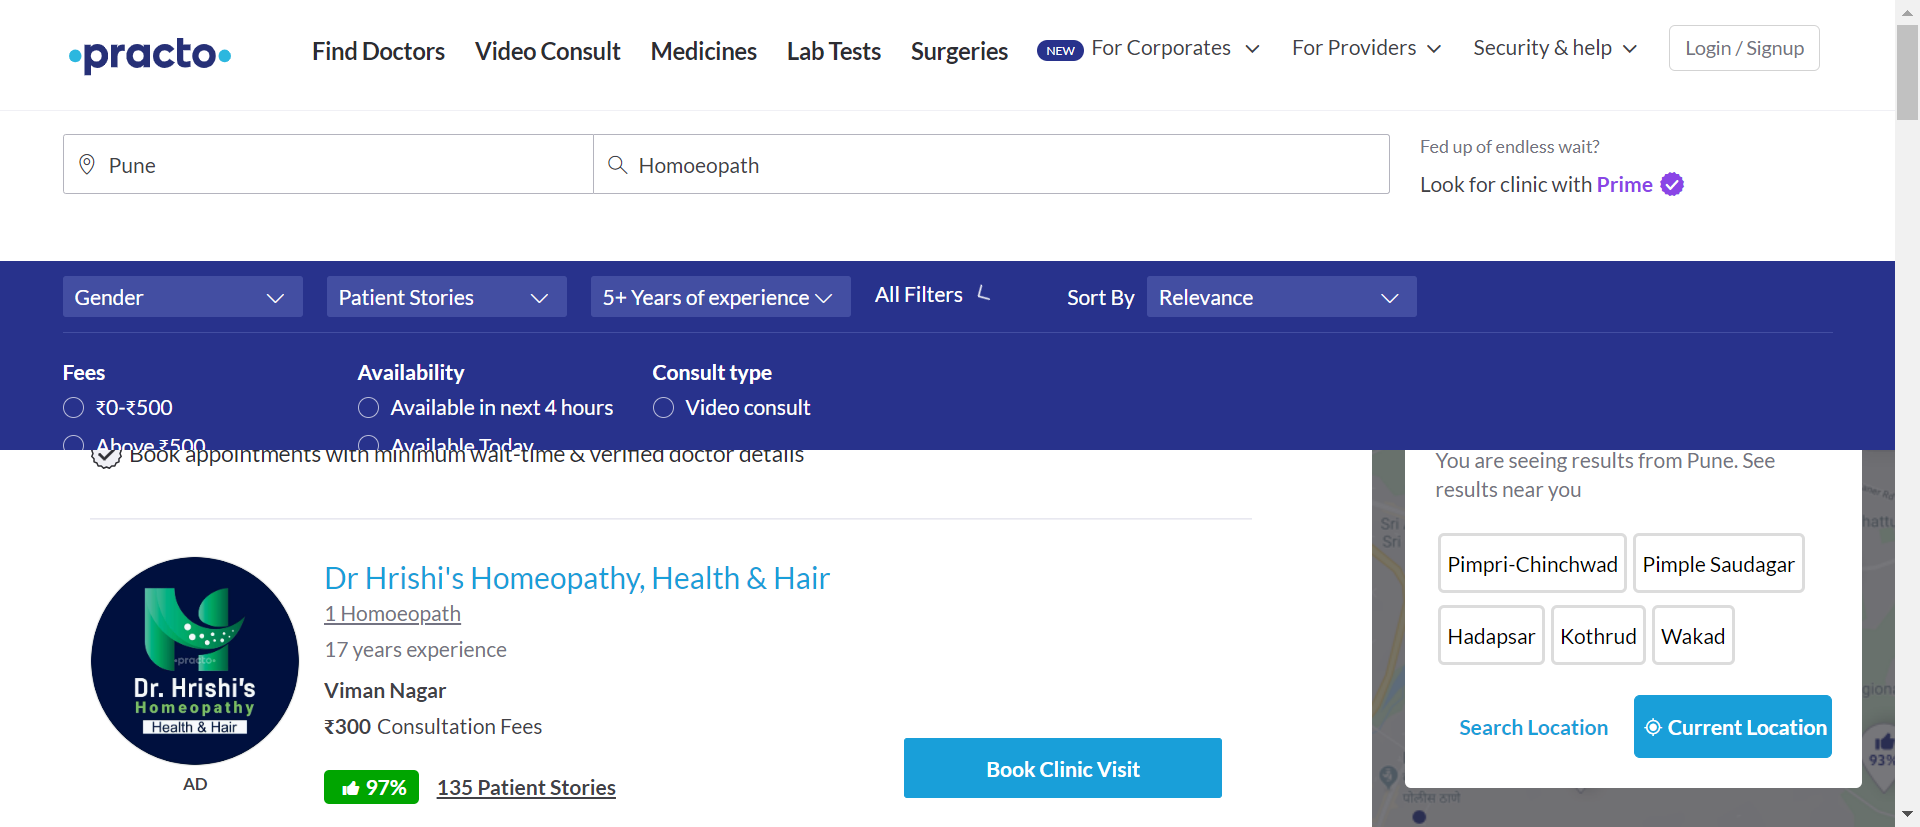 practo
Find Doctors
Video Consult
Medicines
Lab Tests
Surgeries
NEW
For Corporates
For Providers
Security & help
Login / Signup
Pune
Homoeopath
Fed up of endless wait?
Look for clinic with Prime
Gender
Patient Stories
5+ Years of experience
All Filters
Sort By
Relevance
Fees
Availability
Consult type
₹0-₹500
Available in next 4 hours
Video consult
Above ₹500
Available Today
Book appointments with minimum wait-time & verified doctor details
You are seeing results from Pune. See
results near you
Pimpri-Chinchwad
Pimple Saudagar
Hadapsar
Kothrud
Wakad
Search Location
Current Location
Dr Hrishi's Homeopathy, Health & Hair
1 Homoeopath
17 years experience
Viman Nagar
₹300 Consultation Fees
97%
135 Patient Stories
Book Clinic Visit
practo
Dr. Hrishi's
Homeopathy
Health & Hair
AD
Sri
Sri
93%
पोलीस ठाणे